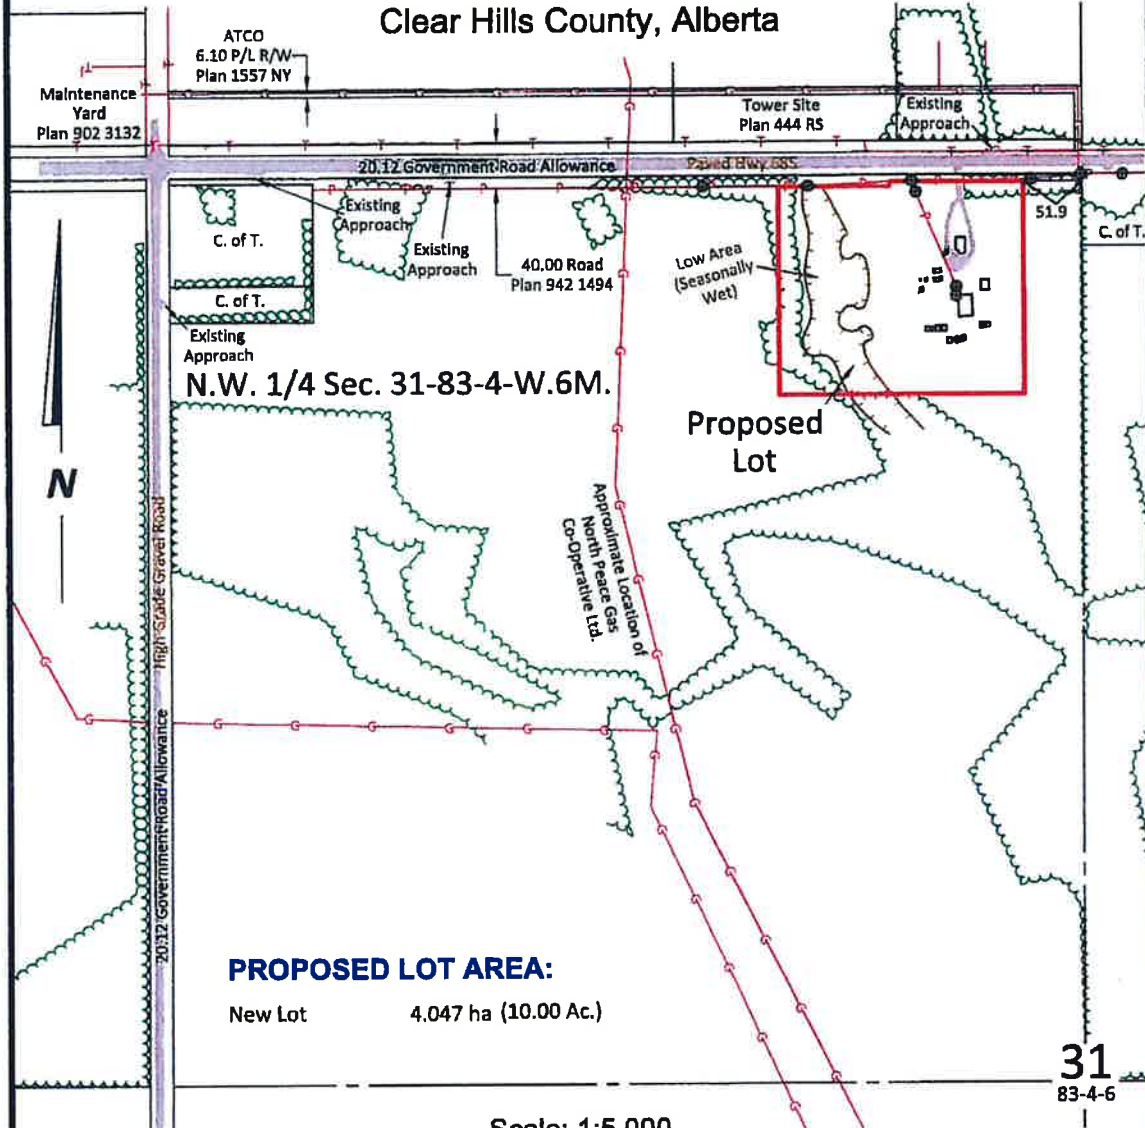 Clear Hills County, Alberta
ATCO
6.10 P/L R/W
Plan 1557 NY
Maintenance
Yard
Plan 902 3132
Tower Site
Plan 444 RS
Existing
Approach
20.12 Government Road Allowance
Paved Hwy 685
Existing
Approach
C. of T.
Existing
Approach
40.00 Road
Plan 942 1494
Low Area
(Seasonally
Wet)
51.9
C. of T.
C. of T.
Existing
Approach
N.W. 1/4 Sec. 31-83-4-W.6M.
Proposed
Lot
N
Approximate Location of
North Peace Gas
Co-Operative Ltd.
High Grade Gravel Road
20.12 Government Road Allowance
PROPOSED LOT AREA:
New Lot 4.047 ha (10.00 Ac.)
31
83-4-6
Scale: 1:5 000